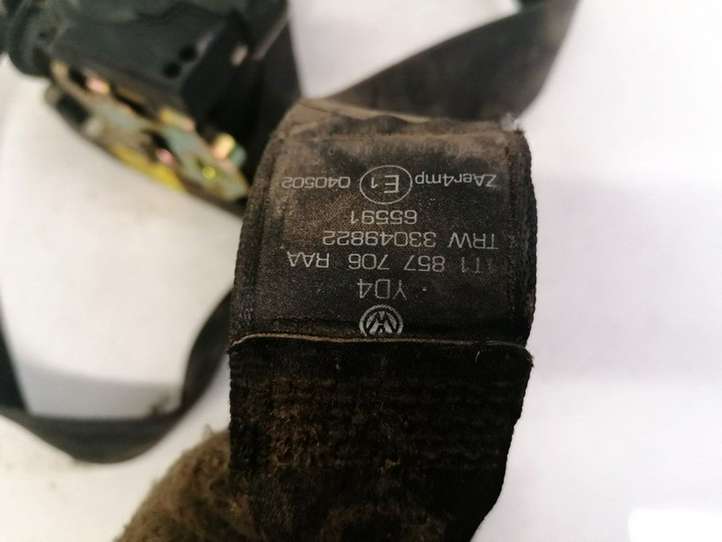 YD4
1T1 857 706 RAA
TRW 33049822
65591
ZAer4mp E1 040502